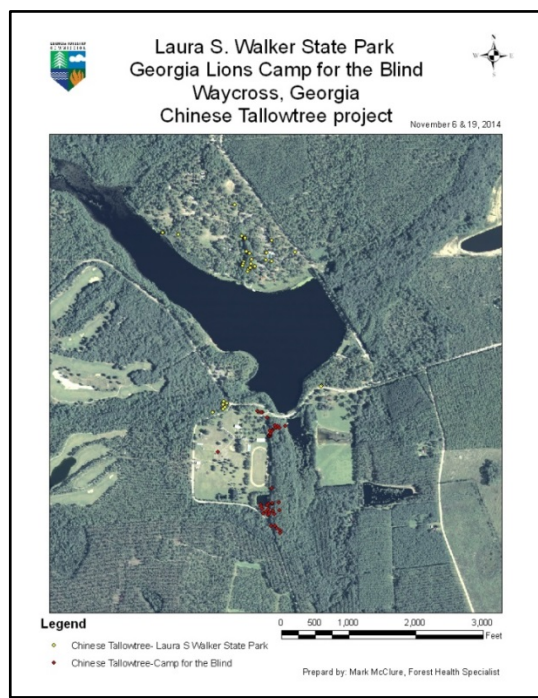 Laura S. Walker State Park
Georgia Lions Camp for the Blind
Waycross, Georgia
Chinese Tallowtree project
November 6 & 19, 2014
N
W E
S
Legend
Chinese Tallowtree- Laura S Walker State Park
Chinese Tallowtree-Camp for the Blind
0 500 1,000 2,000 3,000
Feet
Prepared by: Mark McClure, Forest Health Specialist